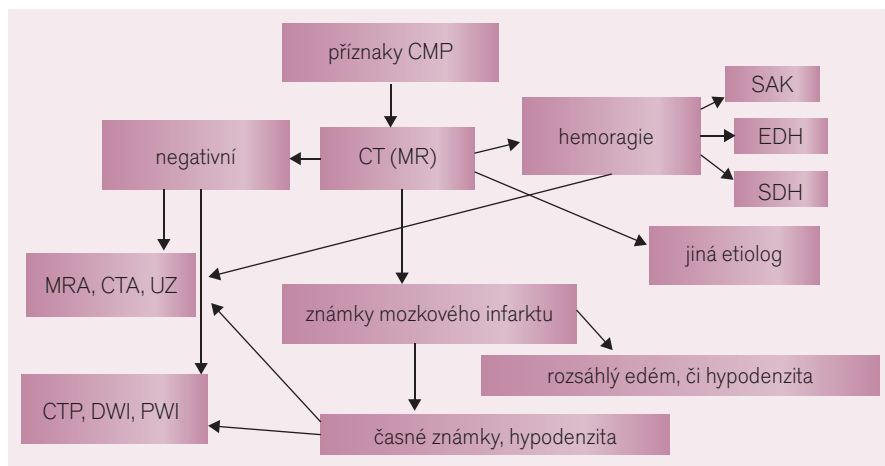 příznaky CMP
SAK
hemoragie
EDH
SDH
negativní
CT (MR)
jiná etiolog
MRA, CTA, UZ
známky mozkového infarktu
rozsáhlý edém, či hypodenzita
CTP, DWI, PWI
časné známky, hypodenzita